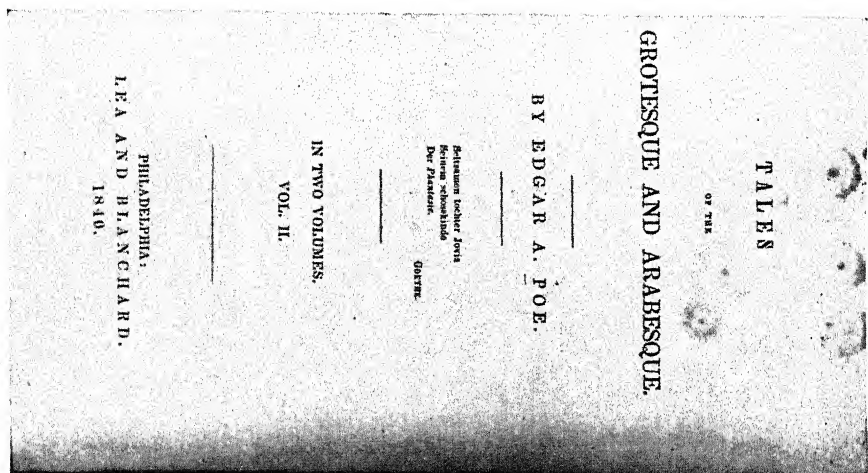 TALES
OF THE
GROTESQUE AND ARABESQUE.
BY EDGAR A. POE.
Seltsamen tochter Jovis
Seinem schosskinde
Der Phantasie.
GOETHE.
IN TWO VOLUMES.
VOL. II.
PHILADELPHIA:
LEA AND BLANCHARD.
1840.